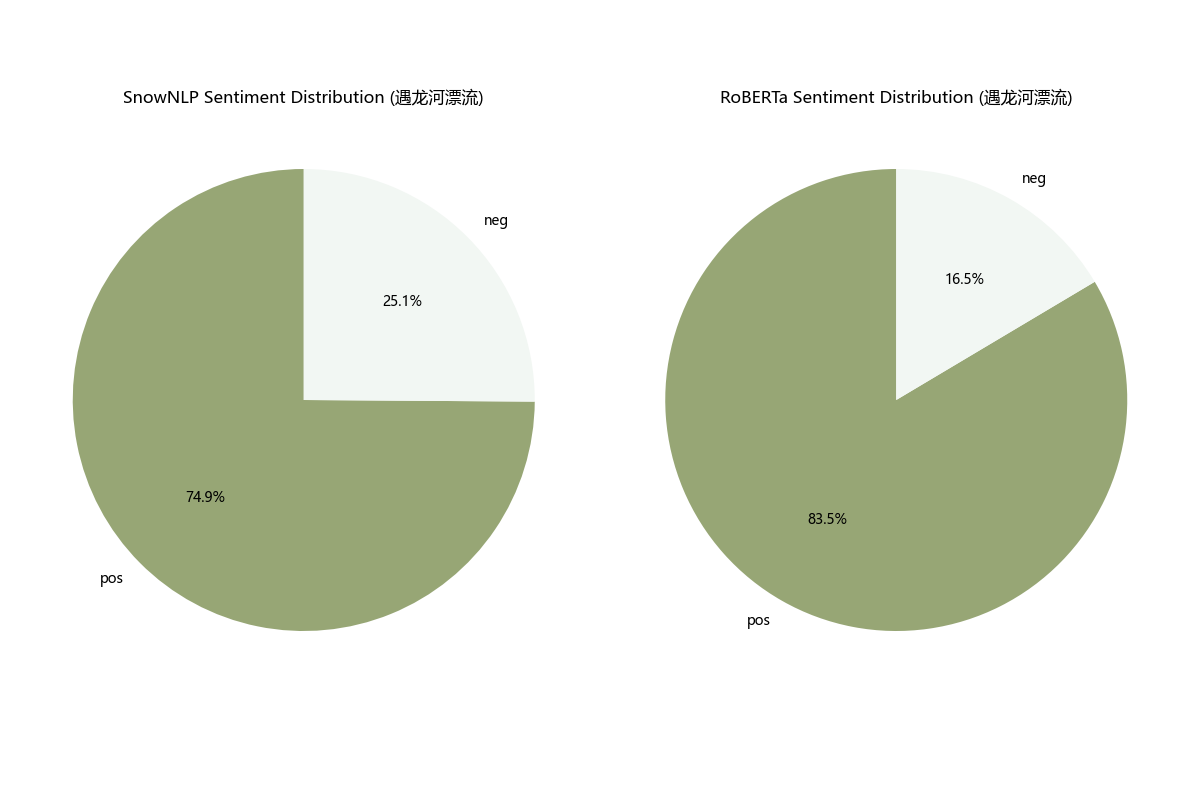 SnowNLP Sentiment Distribution (遇龙河漂流)
neg
25.1%
74.9%
pos
RoBERTa Sentiment Distribution (遇龙河漂流)
neg
16.5%
83.5%
pos